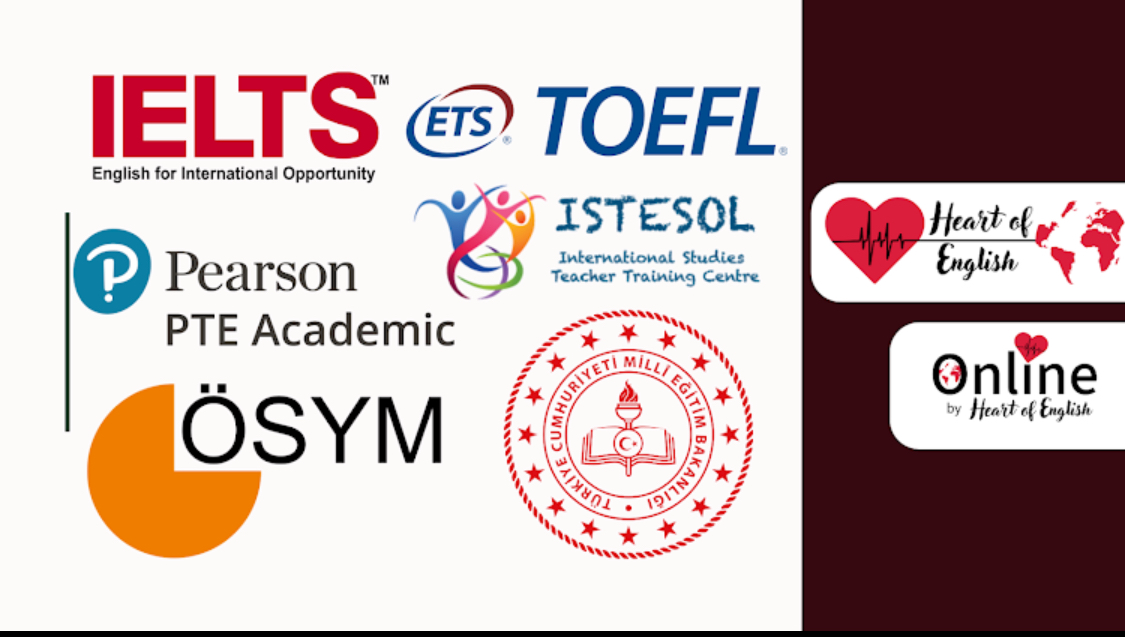 IELTS™
English for International Opportunity
ETS® TOEFL®
ISTESOL
International Studies
Teacher Training Centre
P Pearson
PTE Academic
ÖSYM
TÜRKİYE CUMHURİYETİ MİLLÎ EĞİTİM BAKANLIĞI
Heart of
English
Online
by Heart of English